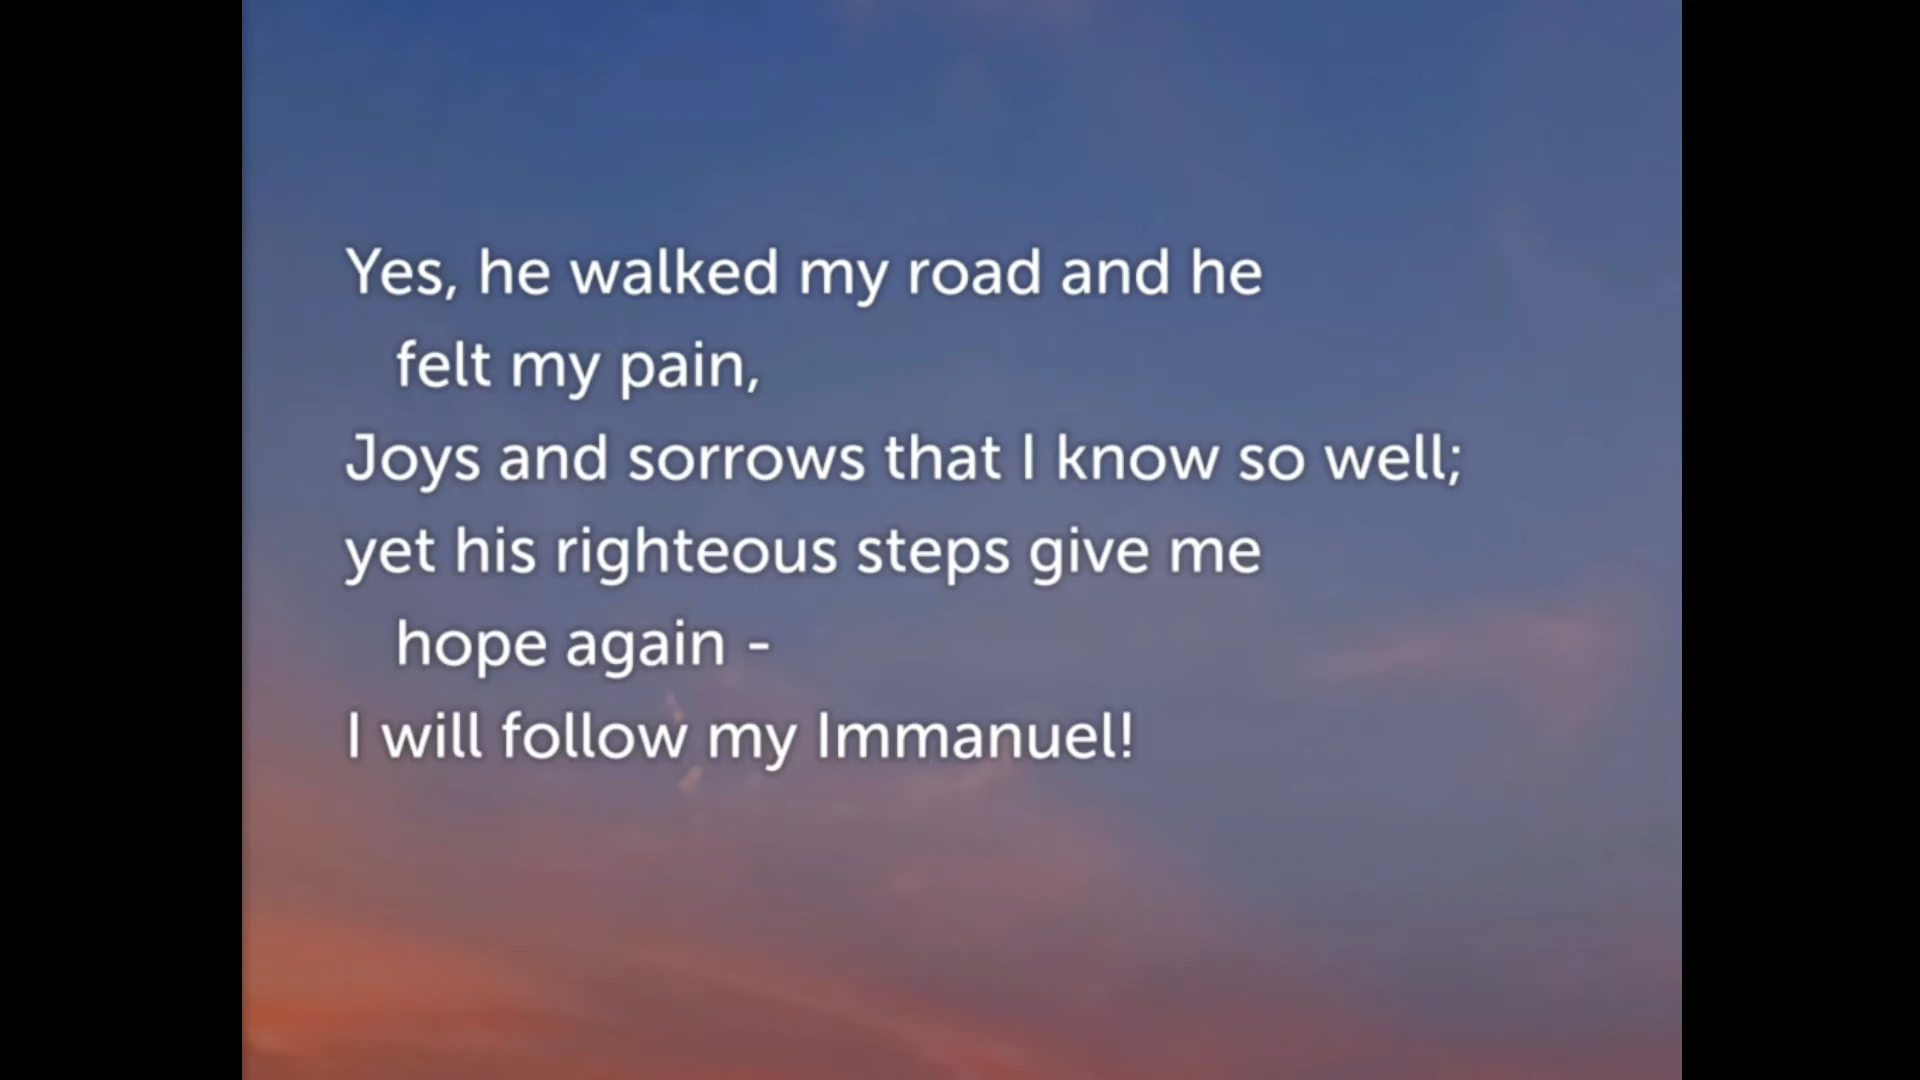 Yes, he walked my road and he
felt my pain,
Joys and sorrows that I know so well;
yet his righteous steps give me
hope again -
I will follow my Immanuel!